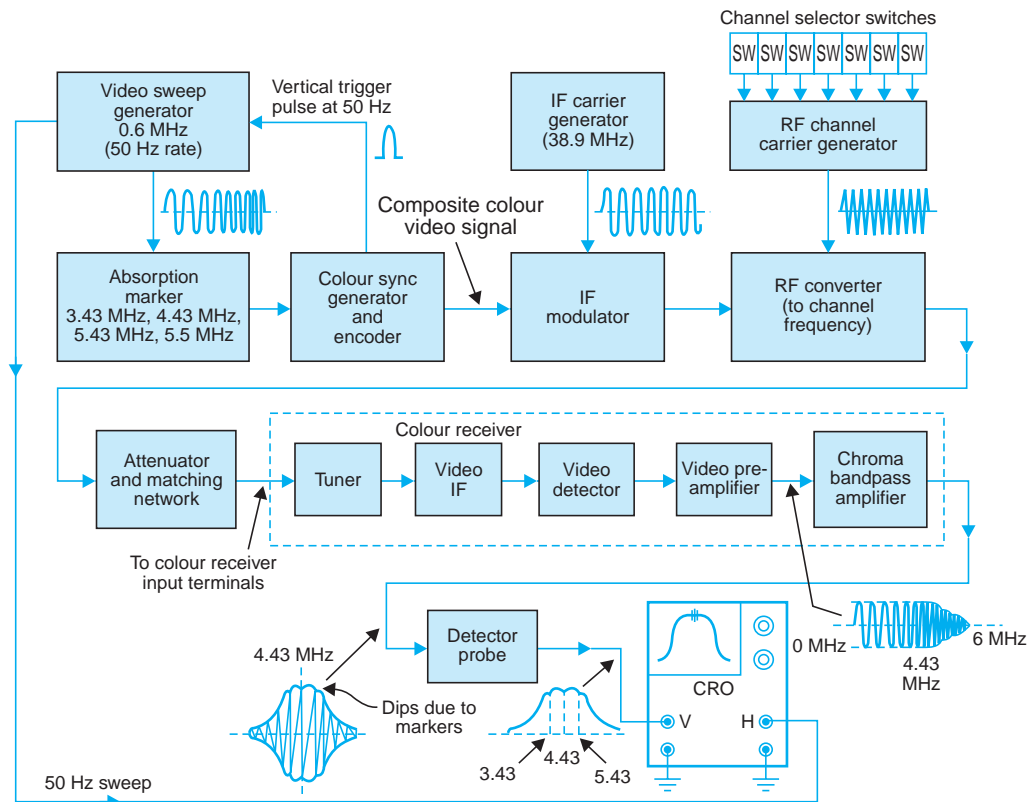 Channel selector switches
SW SW SW SW SW SW SW
Video sweep
generator
0.6 MHz
(50 Hz rate)
Vertical trigger
pulse at 50 Hz
IF carrier
generator
(38.9 MHz)
RF channel
carrier generator
Composite colour
video signal
Absorption
marker
3.43 MHz, 4.43 MHz,
5.43 MHz, 5.5 MHz
Colour sync
generator
and
encoder
IF
modulator
RF converter
(to channel
frequency)
Colour receiver
Attenuator
and matching
network
Tuner
Video
IF
Video
detector
Video pre-
amplifier
Chroma
bandpass
amplifier
To colour receiver
input terminals
Detector
probe
CRO
V
H
0 MHz
4.43
MHz
6 MHz
4.43 MHz
Dips due to
markers
3.43
4.43
5.43
50 Hz sweep